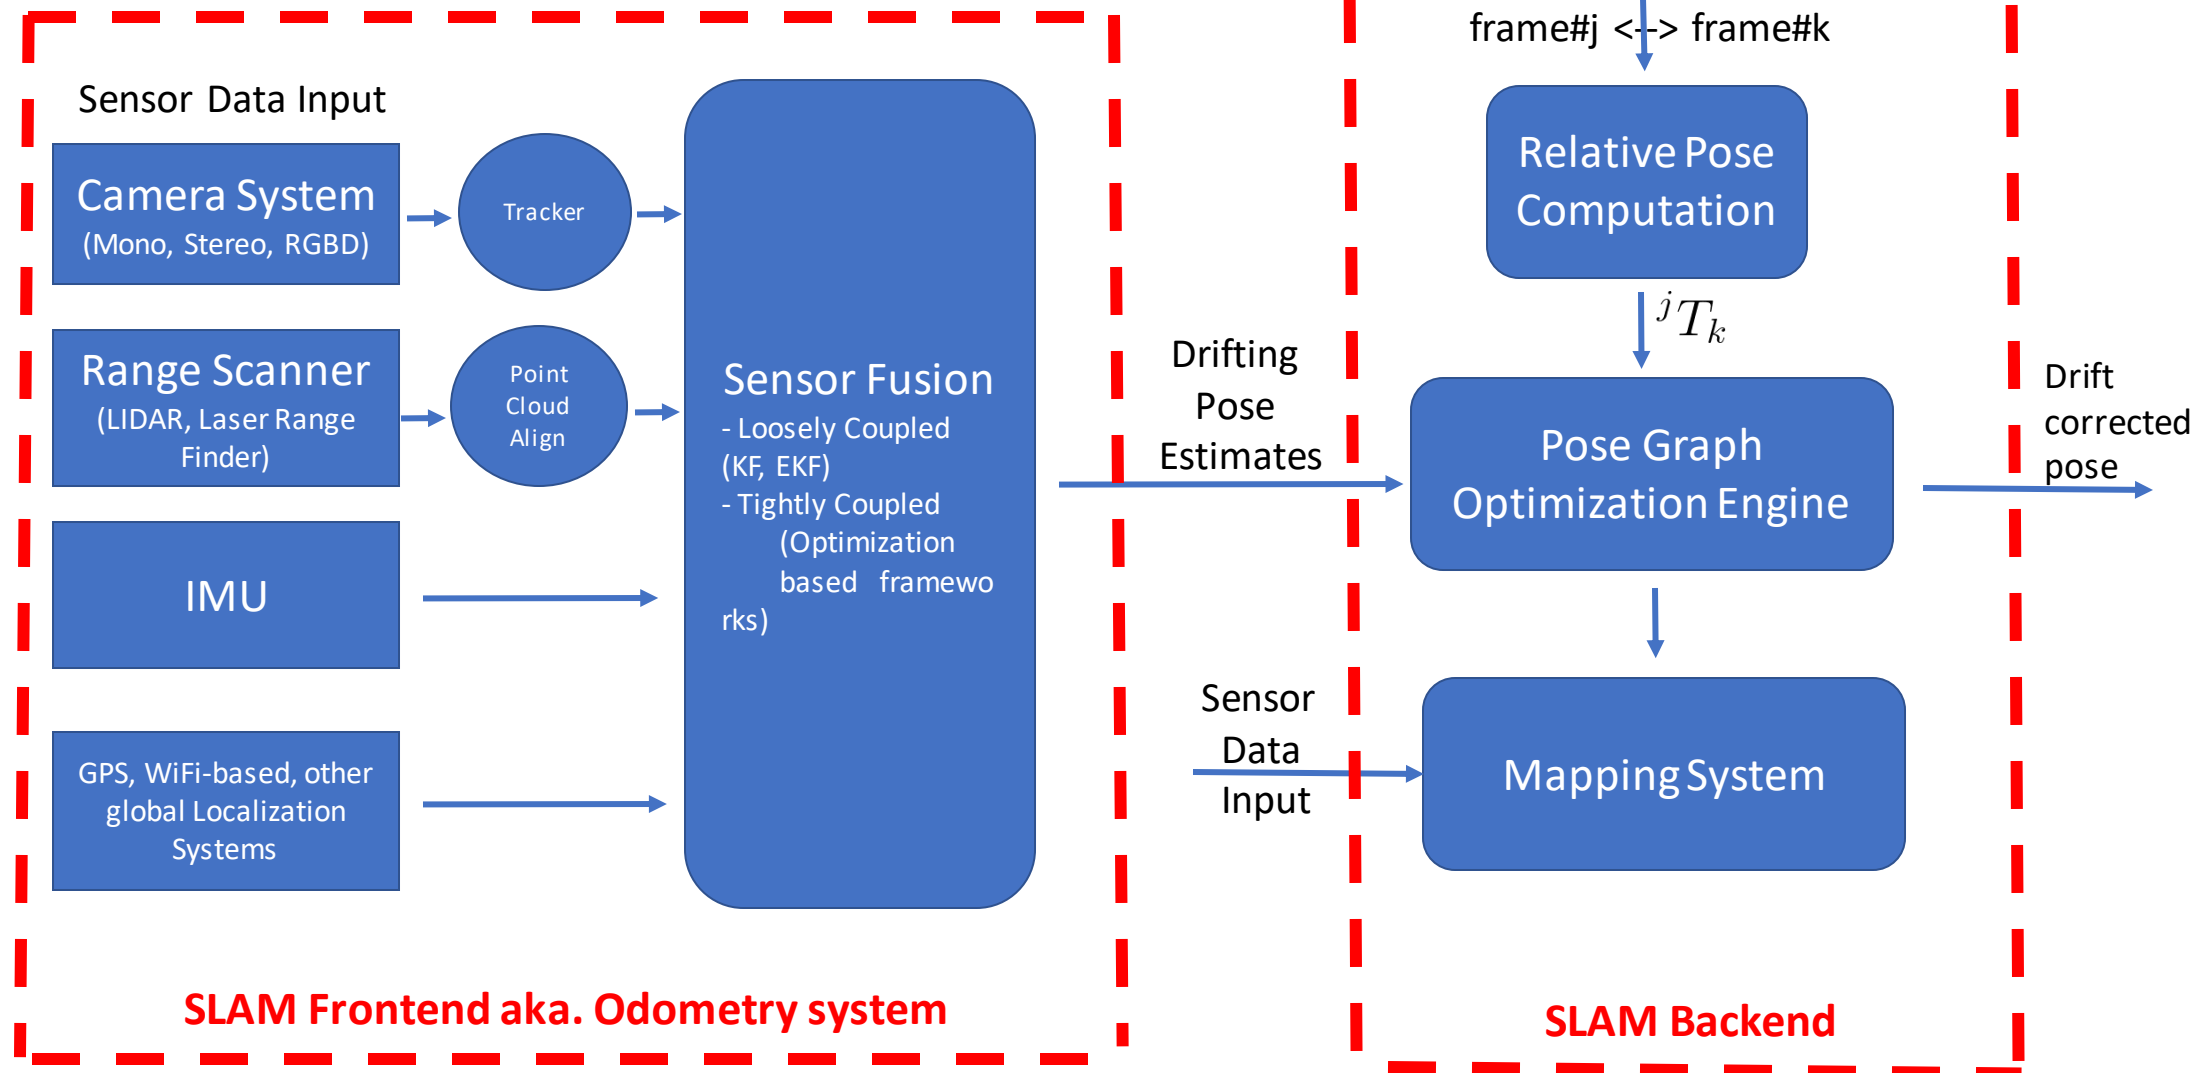 Sensor Data Input
Camera System
(Mono, Stereo, RGBD)
Tracker
Range Scanner
(LIDAR, Laser Range
Finder)
Point
Cloud
Align
IMU
GPS, WiFi-based, other
global Localization
Systems
Sensor Fusion
- Loosely Coupled
(KF, EKF)
- Tightly Coupled
(Optimization
based framewo
rks)
SLAM Frontend aka. Odometry system
Drifting
Pose
Estimates
Sensor
Data
Input
frame#j <--> frame#k
Relative Pose
Computation
jTk
Pose Graph
Optimization Engine
Mapping System
SLAM Backend
Drift
corrected
pose